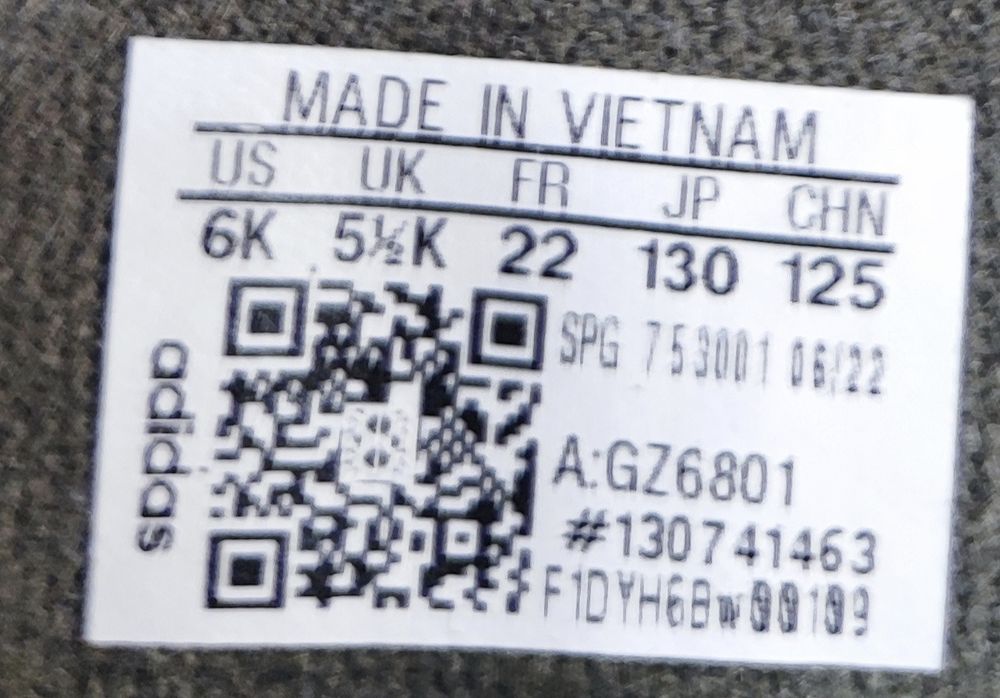 MADE IN VIETNAM
US UK FR JP CHN
6K 5½K 22 130 125
SPG 753001 06/22
A:GZ6801
#130741463
adidas